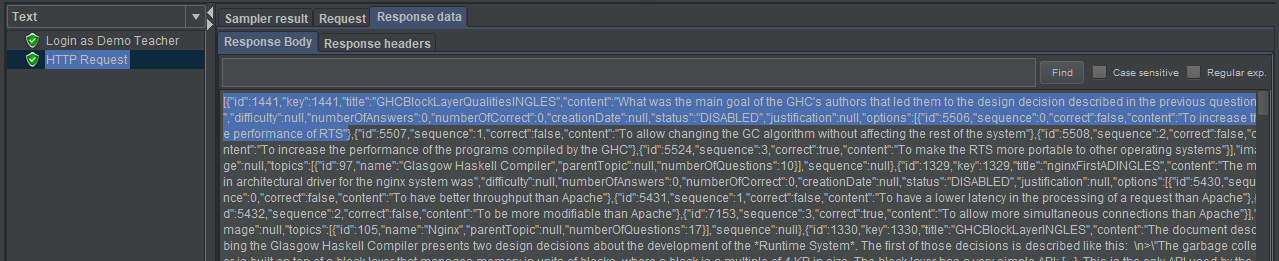 Text
Login as Demo Teacher
HTTP Request
Sampler result Request Response data
Response Body Response headers
Find Case sensitive Regular exp.
[{"id":1441,"key":1441,"title":"GHCBlockLayerQualitiesINGLES","content":"What was the main goal of the GHC's authors that led them to the design decision described in the previous question
","difficulty":null,"numberOfAnswers":0,"numberOfCorrect":0,"creationDate":null,"status":"DISABLED","justification":null,"options":[{"id":5506,"sequence":0,"correct":false,"content":"To increase th
e performance of RTS"},{"id":5507,"sequence":1,"correct":false,"content":"To allow changing the GC algorithm without affecting the rest of the system"},{"id":5508,"sequence":2,"correct":false,"c
ontent":"To increase the performance of the programs compiled by the GHC"},{"id":5524,"sequence":3,"correct":true,"content":"To make the RTS more portable to other operating systems"}],"ima
ge":null,"topics":[{"id":97,"name":"Glasgow Haskell Compiler","parentTopic":null,"numberOfQuestions":10}],"sequence":null},{"id":1329,"key":1329,"title":"nginxFirstADINGLES","content":"The m
in architectural driver for the nginx system was","difficulty":null,"numberOfAnswers":0,"numberOfCorrect":0,"creationDate":null,"status":"DISABLED","justification":null,"options":[{"id":5430,"sequ
nce":0,"correct":false,"content":"To have better throughput than Apache"},{"id":5431,"sequence":1,"correct":false,"content":"To have a lower latency in the processing of a request than Apache"},
d":5432,"sequence":2,"correct":false,"content":"To be more modifiable than Apache"},{"id":7153,"sequence":3,"correct":true,"content":"To allow more simultaneous connections than Apache"}],"
mage":null,"topics":[{"id":105,"name":"Nginx","parentTopic":null,"numberOfQuestions":17}],"sequence":null},{"id":1330,"key":1330,"title":"GHCBlockLayerINGLES","content":"The document desc
bing the Glasgow Haskell Compiler presents two design decisions about the development of the *Runtime System*. The first of those decisions is described like this: \n>\"The garbage colle